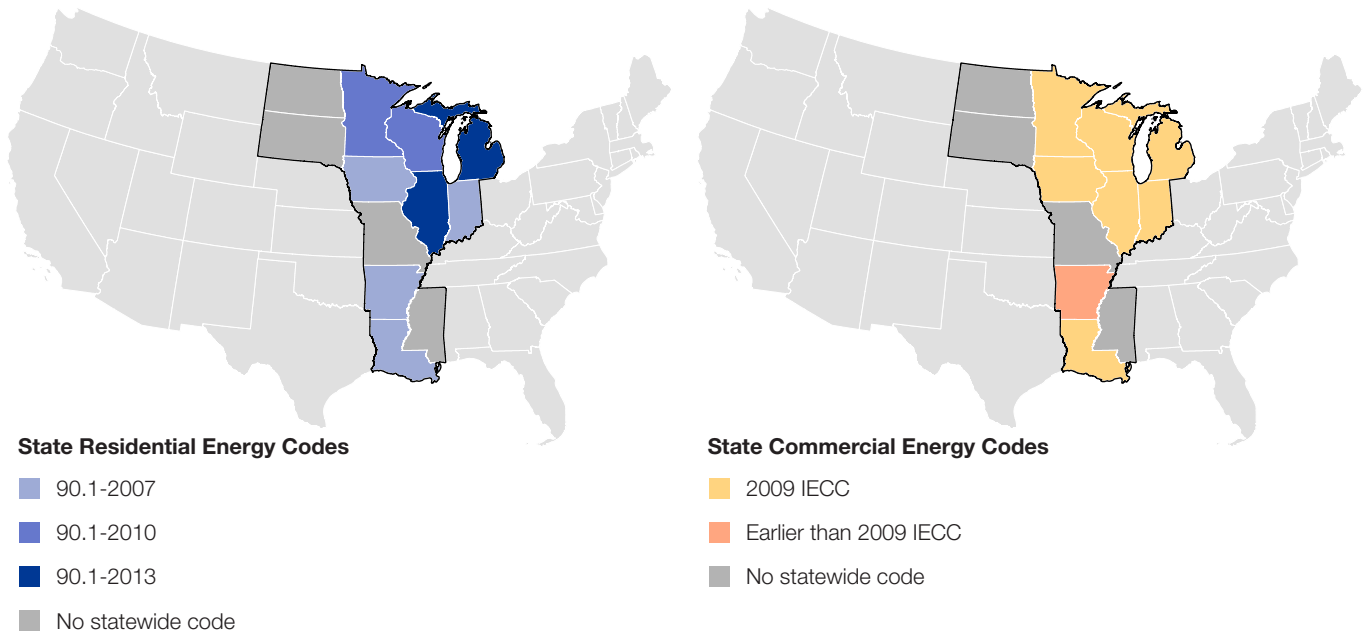 State Residential Energy Codes
90.1-2007
90.1-2010
90.1-2013
No statewide code
State Commercial Energy Codes
2009 IECC
Earlier than 2009 IECC
No statewide code